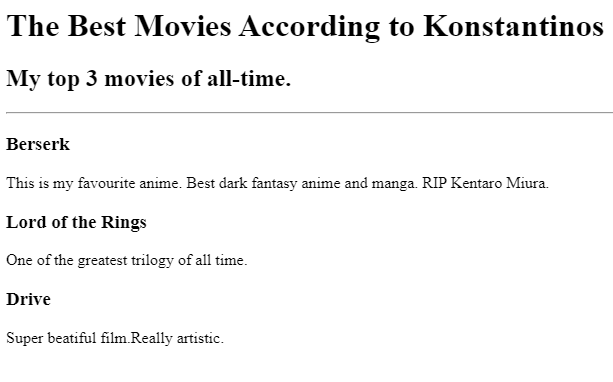 The Best Movies According to Konstantinos
My top 3 movies of all-time.
Berserk
This is my favourite anime. Best dark fantasy anime and manga. RIP Kentaro Miura.
Lord of the Rings
One of the greatest trilogy of all time.
Drive
Super beatiful film.Really artistic.